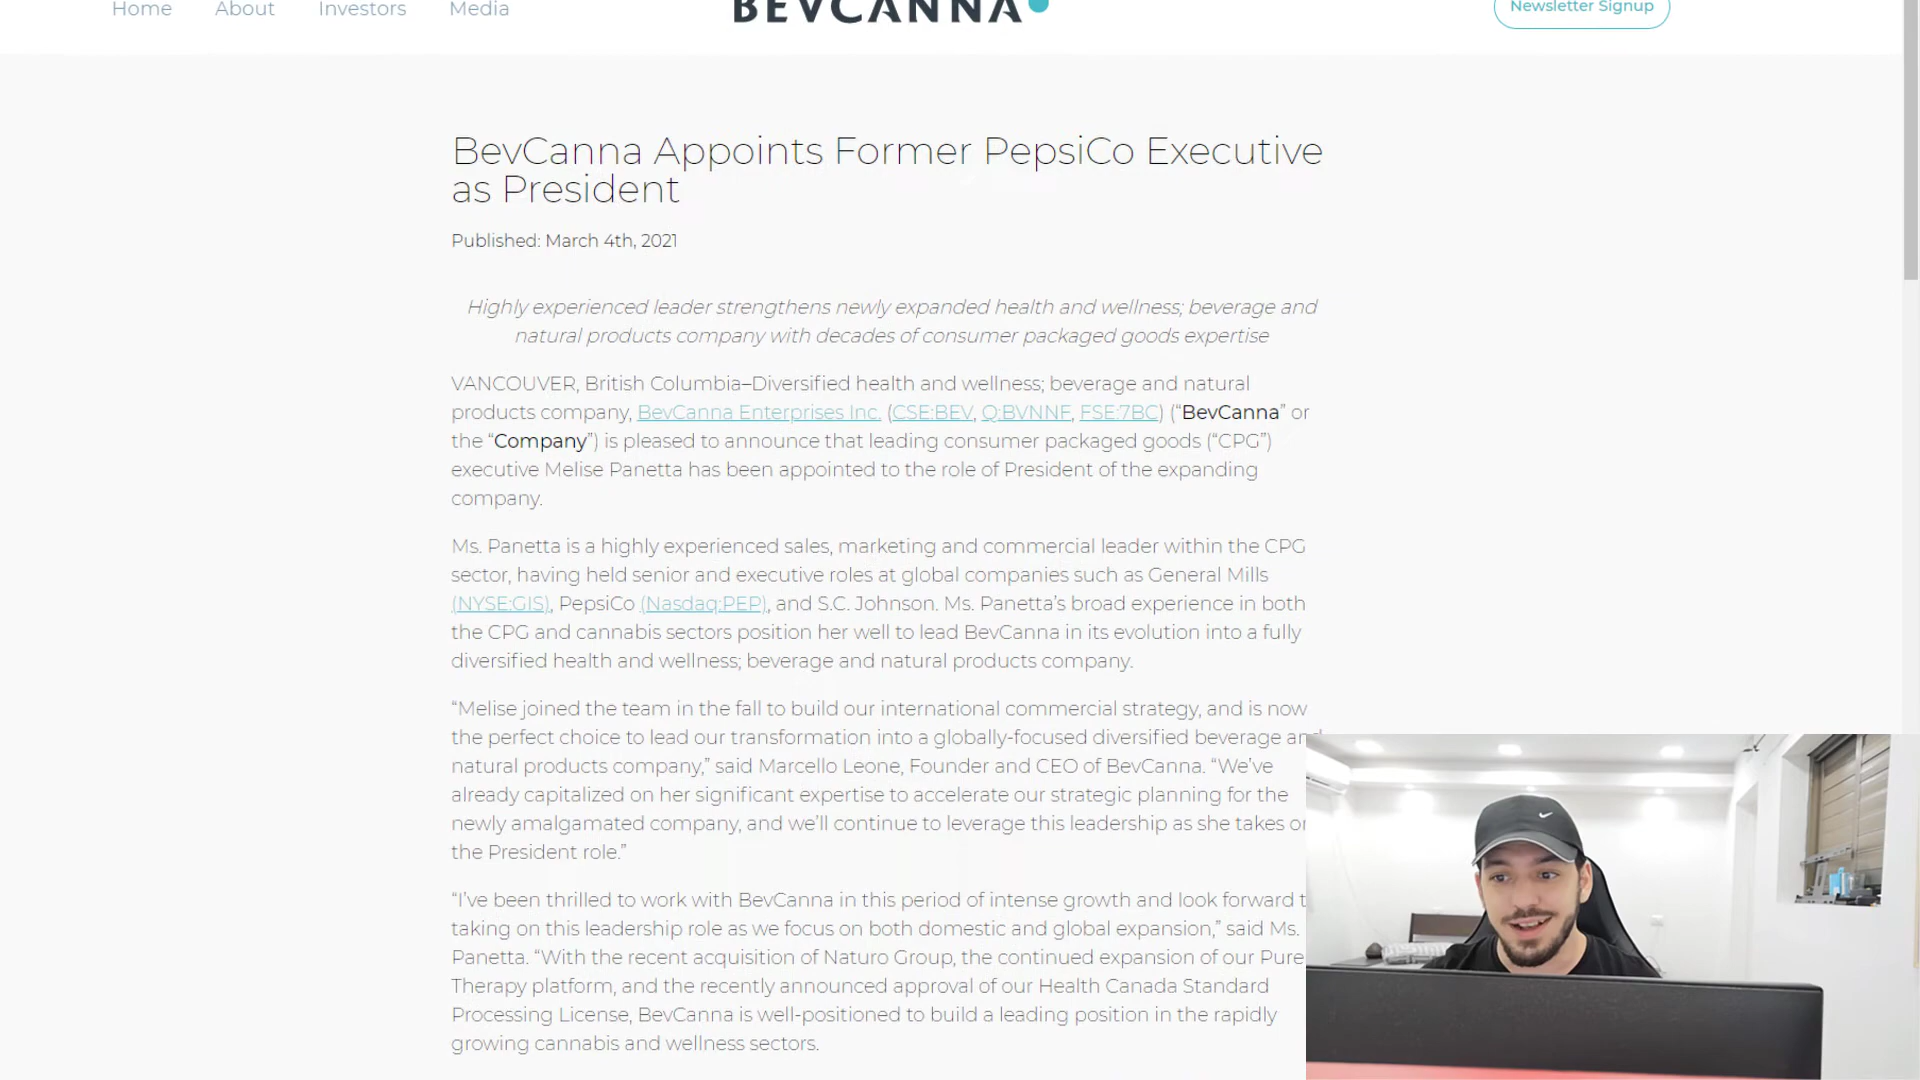 Home About Investors Media
BEVCANNA
Newsletter Signup
BevCanna Appoints Former PepsiCo Executive
as President
Published: March 4th, 2021
Highly experienced leader strengthens newly expanded health and wellness; beverage and
natural products company with decades of consumer packaged goods expertise
VANCOUVER, British Columbia–Diversified health and wellness; beverage and natural
products company, BevCanna Enterprises Inc. (CSE:BEV, Q:BVNNF, FSE:7BC) (“BevCanna” or
the “Company”) is pleased to announce that leading consumer packaged goods (“CPG”)
executive Melise Panetta has been appointed to the role of President of the expanding
company.
Ms. Panetta is a highly experienced sales, marketing and commercial leader within the CPG
sector, having held senior and executive roles at global companies such as General Mills
(NYSE:GIS), PepsiCo (Nasdaq:PEP), and S.C. Johnson. Ms. Panetta’s broad experience in both
the CPG and cannabis sectors position her well to lead BevCanna in its evolution into a fully
diversified health and wellness; beverage and natural products company.
“Melise joined the team in the fall to build our international commercial strategy, and is now
the perfect choice to lead our transformation into a globally-focused diversified beverage and
natural products company,” said Marcello Leone, Founder and CEO of BevCanna. “We’ve
already capitalized on her significant expertise to accelerate our strategic planning for the
newly amalgamated company, and we’ll continue to leverage this leadership as she takes on
the President role.”
“I’ve been thrilled to work with BevCanna in this period of intense growth and look forward
taking on this leadership role as we focus on both domestic and global expansion,” said Ms.
Panetta. “With the recent acquisition of Naturo Group, the continued expansion of our Pure
Therapy platform, and the recently announced approval of our Health Canada Standard
Processing License, BevCanna is well-positioned to build a leading position in the rapidly
growing cannabis and wellness sectors.